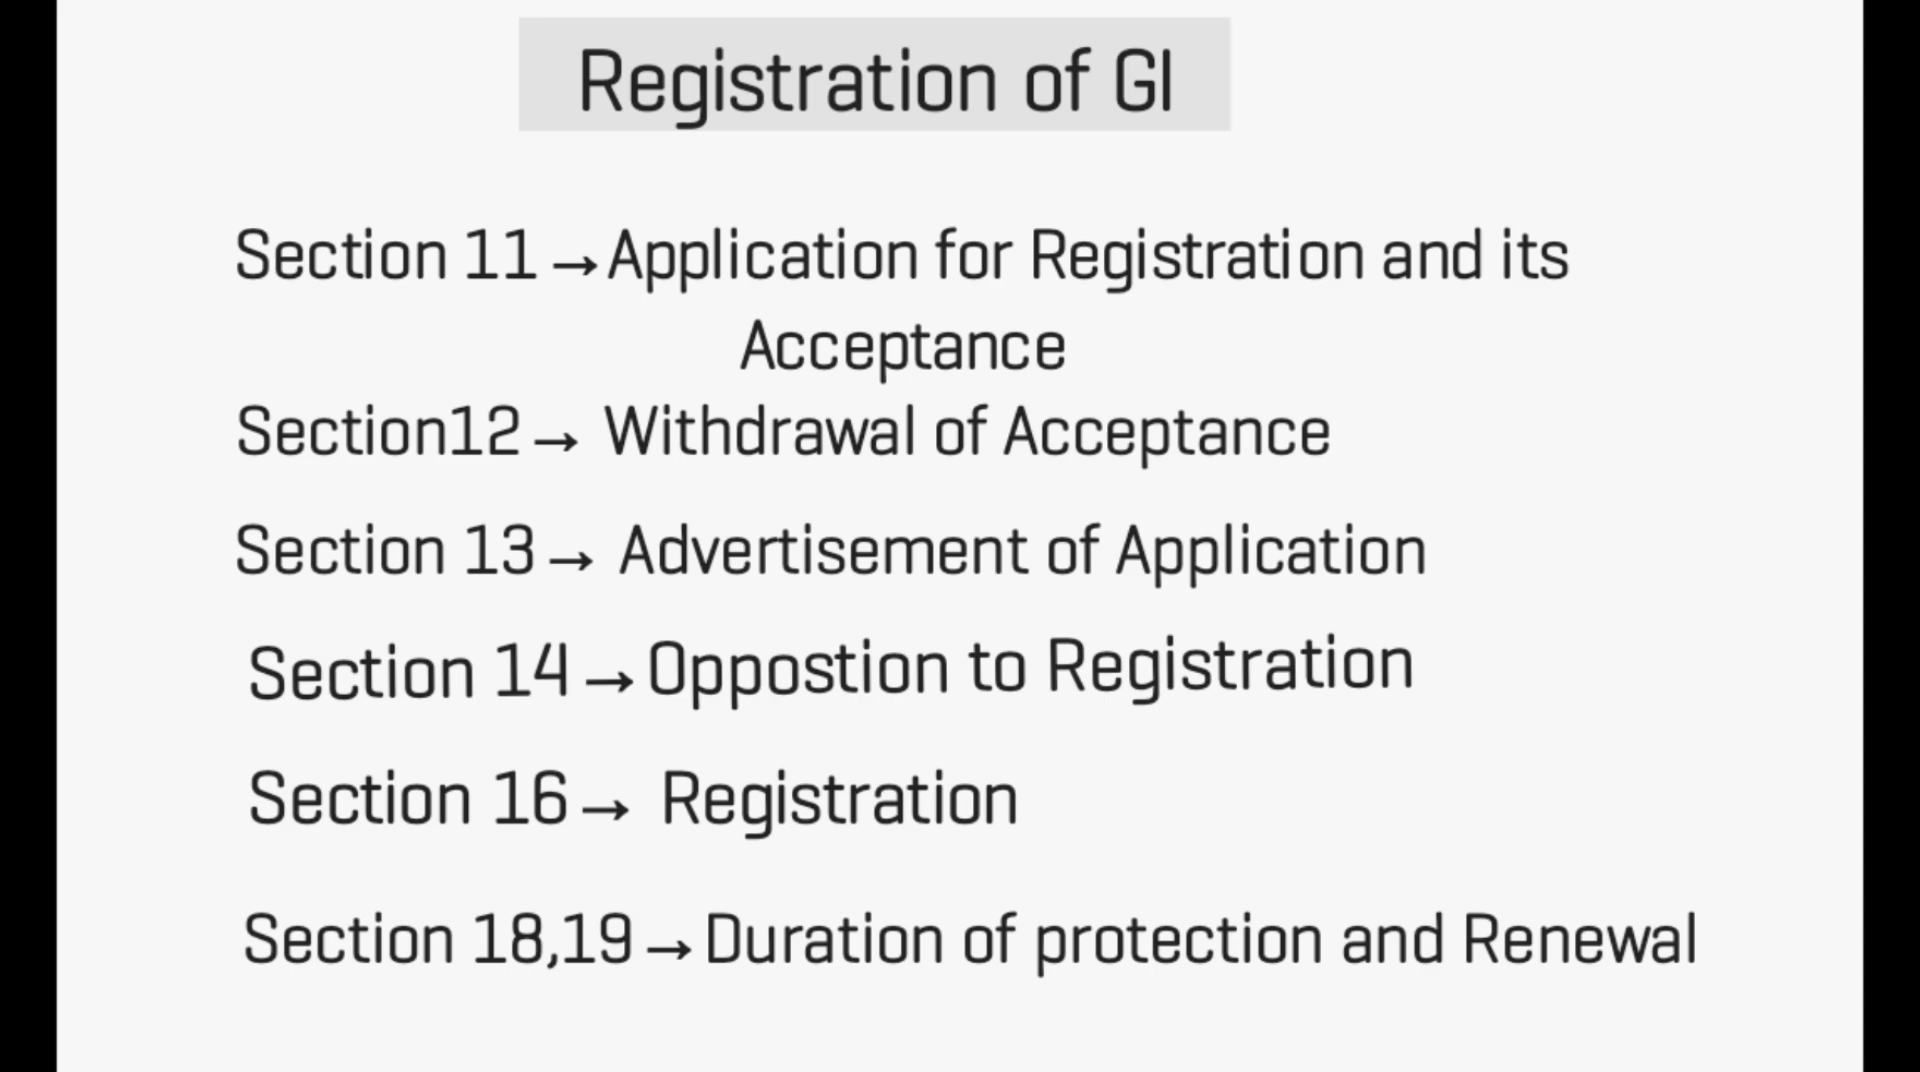 Registration of GI
Section 11→Application for Registration and its
Acceptance
Section12→ Withdrawal of Acceptance
Section 13→ Advertisement of Application
Section 14→Oppostion to Registration
Section 16→ Registration
Section 18,19→Duration of protection and Renewal